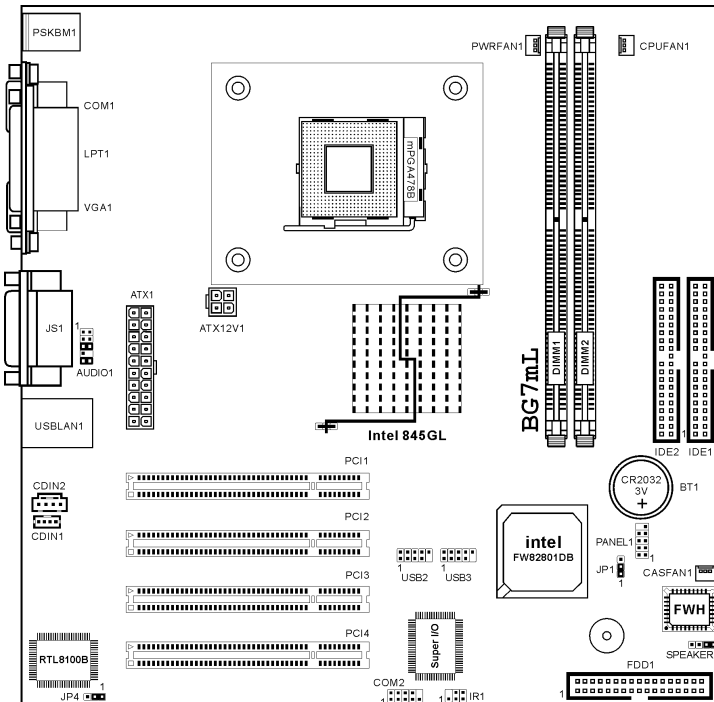 PSKBM1
PWRFAN1
CPUFAN1
COM1
LPT1
VGA1
mPGA478B
ATX1
ATX12V1
JS1
1
AUDIO1
DIMM1
DIMM2
BG7mL
USBLAN1
Intel 845GL
IDE2
1
IDE1
PCI1
CR2032
3V
+
BT1
CDIN2
CDIN1
PCI2
intel
FW82801DB
PANEL1
1
PCI3
1
USB2
1
USB3
JP1
1
CASFAN1
FWH
PCI4
Super I/O
SPEAKER
RTL8100B
FDD1
1
COM2
1
JP4
1
1
IR1